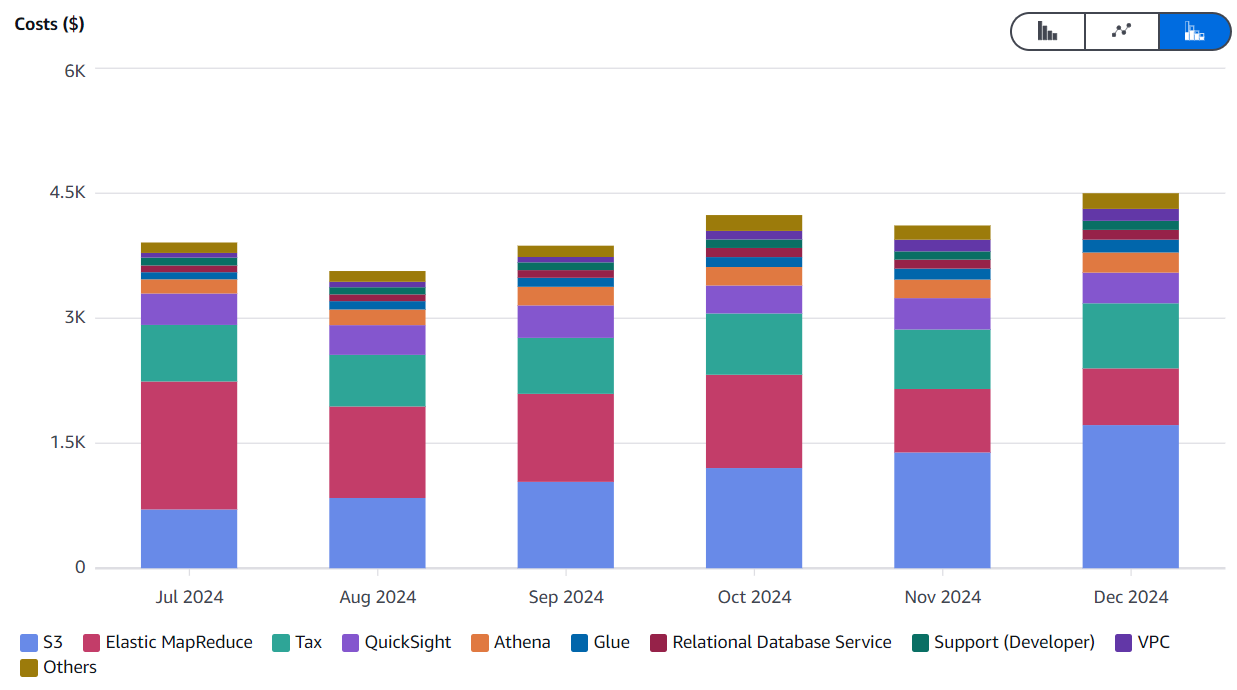 Costs ($)
6K
4.5K
3K
1.5K
0
Jul 2024 Aug 2024 Sep 2024 Oct 2024 Nov 2024 Dec 2024
S3 Elastic MapReduce Tax QuickSight Athena Glue Relational Database Service Support (Developer) VPC
Others